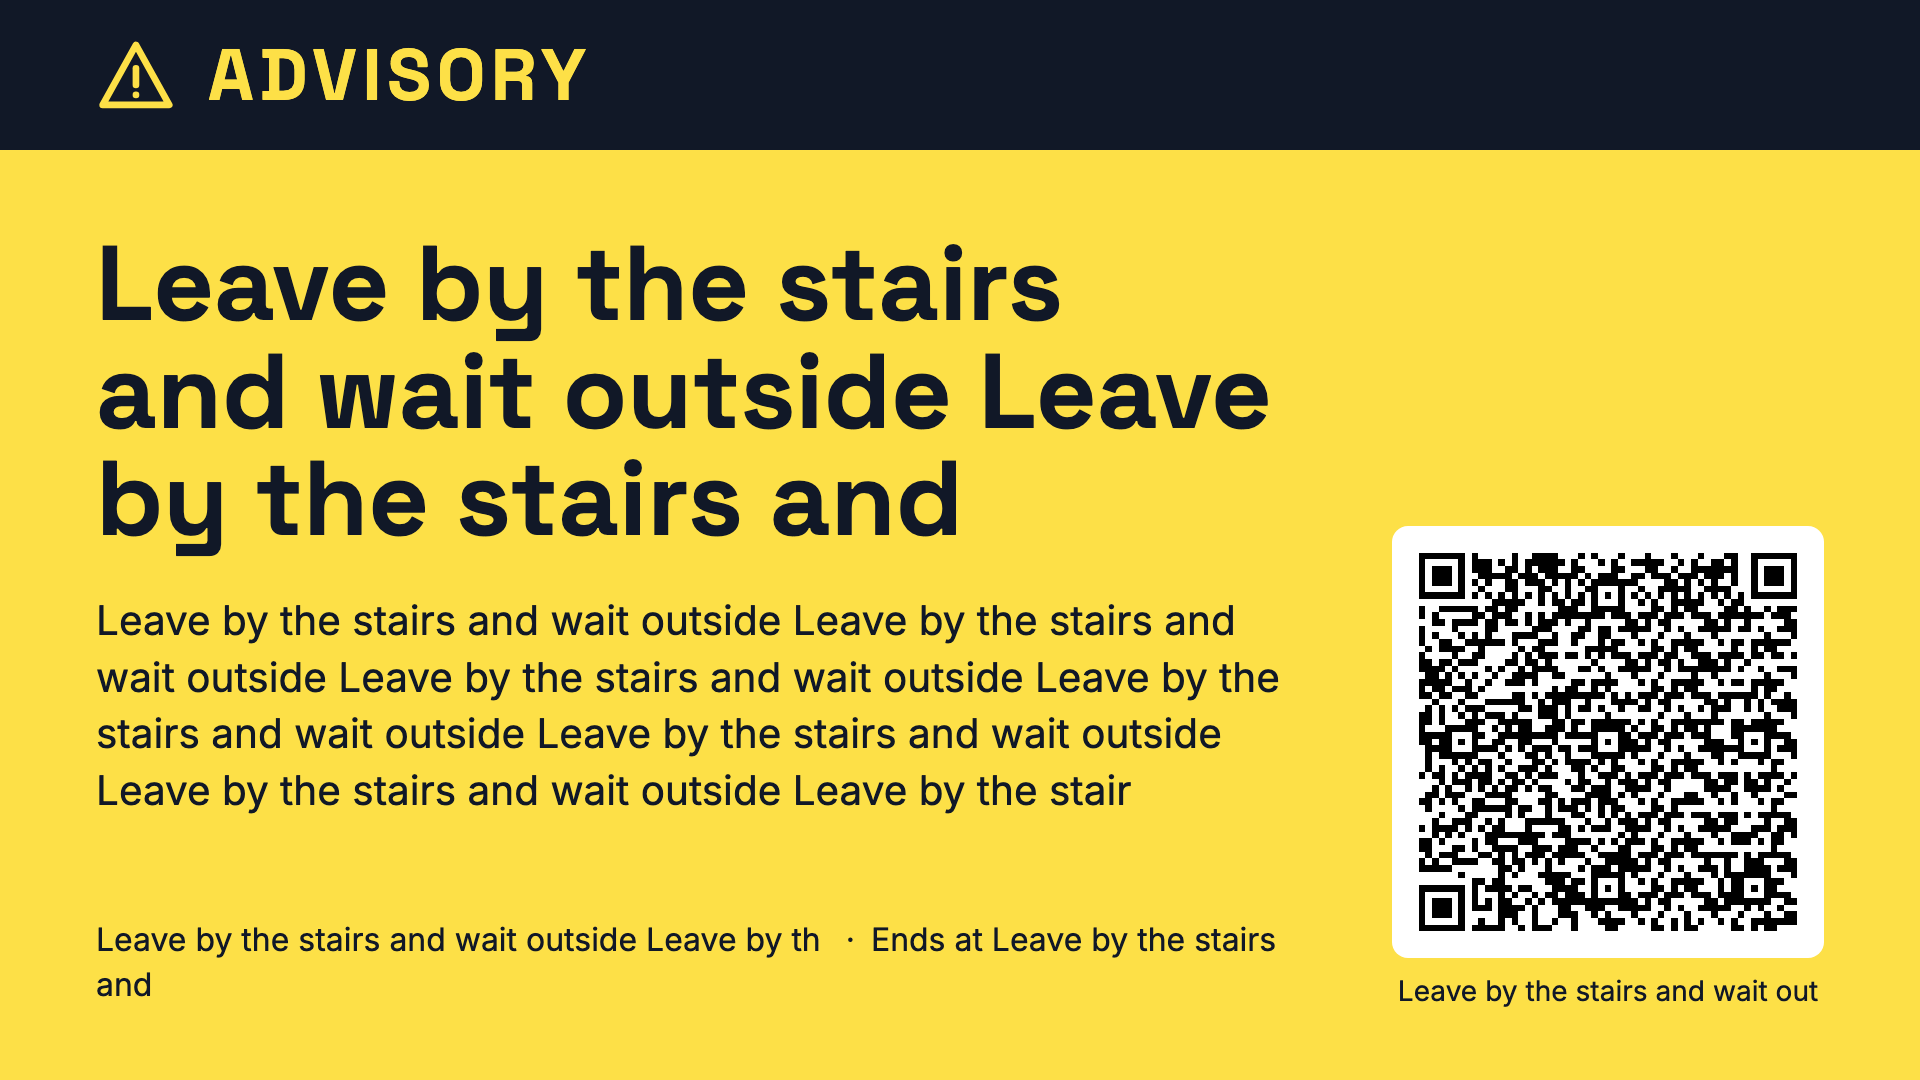 ADVISORY
Leave by the stairs
and wait outside Leave
by the stairs and
Leave by the stairs and wait outside Leave by the stairs and
wait outside Leave by the stairs and wait outside Leave by the
stairs and wait outside Leave by the stairs and wait outside
Leave by the stairs and wait outside Leave by the stair
Leave by the stairs and wait outside Leave by th · Ends at Leave by the stairs
and
Leave by the stairs and wait out